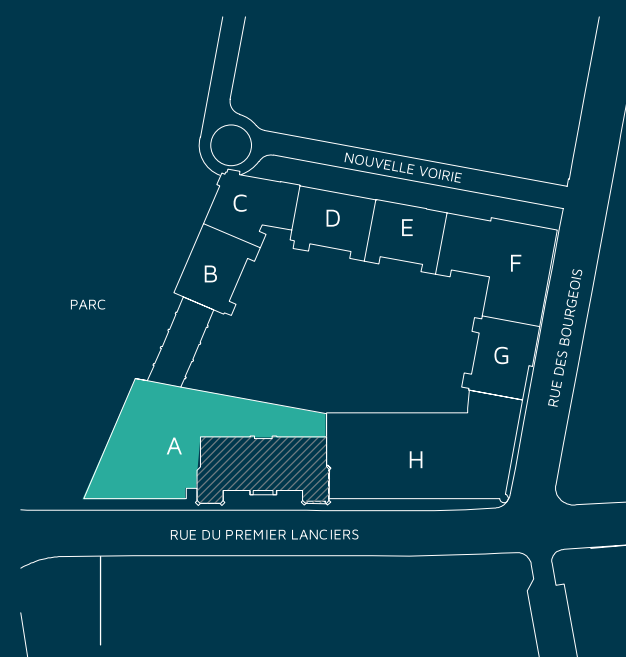 NOUVELLE VOIRIE
C
D
E
F
B
PARC
RUE DES BOURGEOIS
G
A
H
RUE DU PREMIER LANCIERS